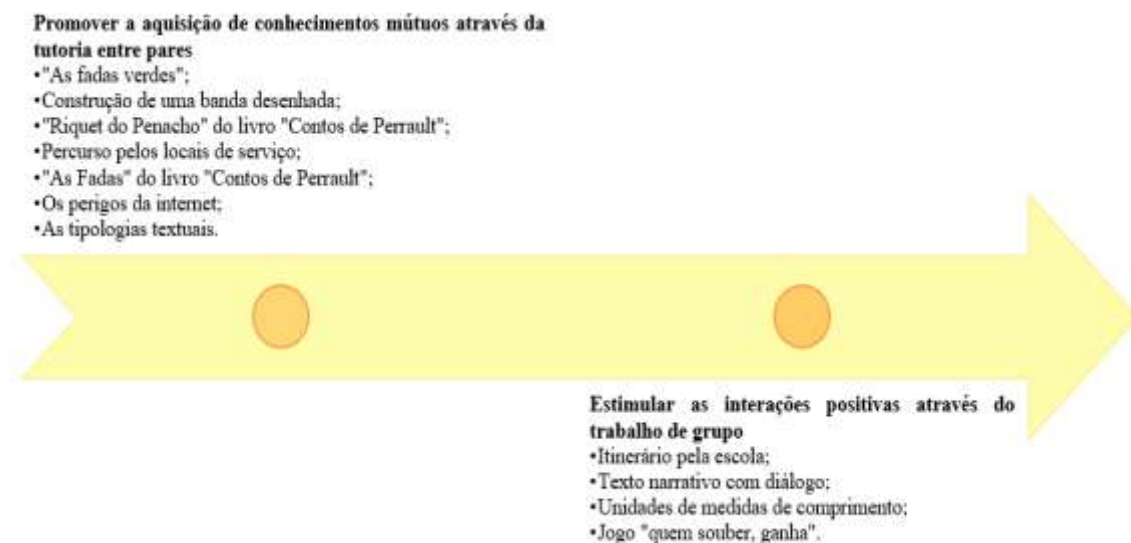 Promover a aquisição de conhecimentos mútuos através da
tutoria entre pares
•"As fadas verdes";
•Construção de uma banda desenhada;
•"Riquet do Penacho" do livro "Contos de Perrault";
•Percurso pelos locais de serviço;
•"As Fadas" do livro "Contos de Perrault";
•Os perigos da internet;
•As tipologias textuais.
Estimular as interações positivas através do
trabalho de grupo
•Itinerário pela escola;
•Texto narrativo com diálogo;
•Unidades de medidas de comprimento;
•Jogo "quem souber, ganha".